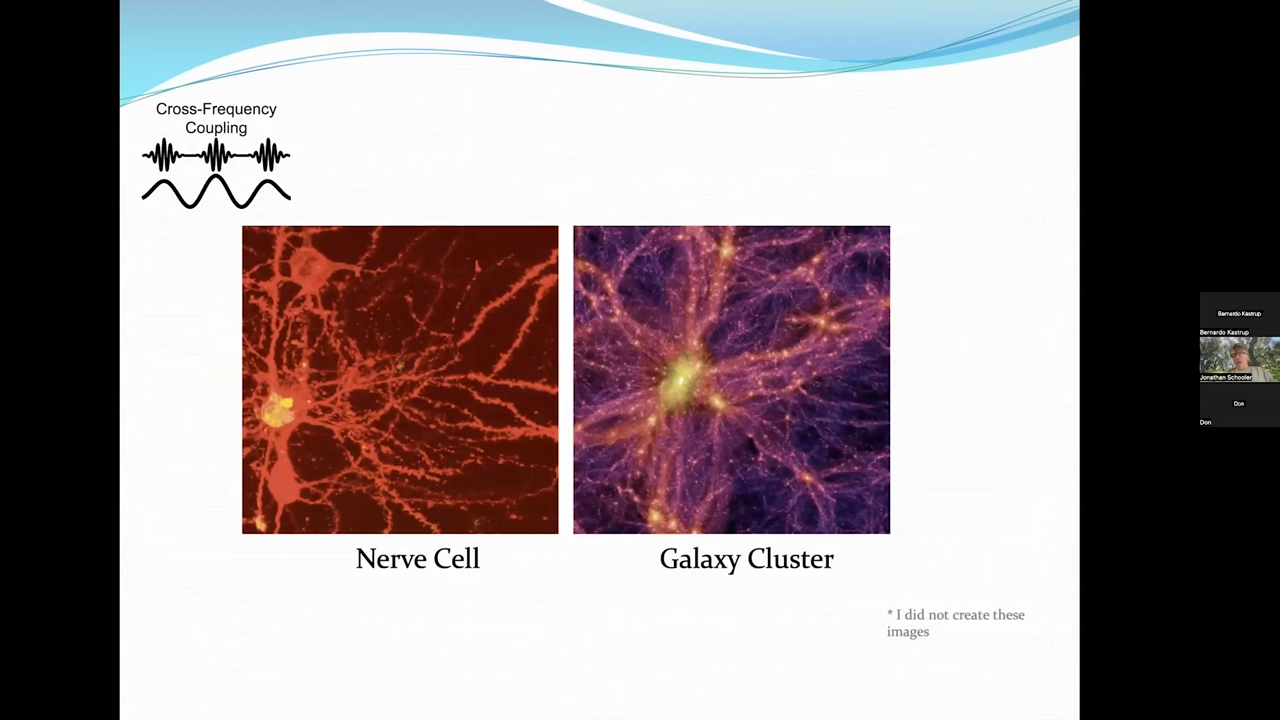 Cross-Frequency
Coupling
Nerve Cell
Galaxy Cluster
* I did not create these
images
Bernardo Kastrup
Bernardo Kastrup
Jonathan Schooler
Don
Don